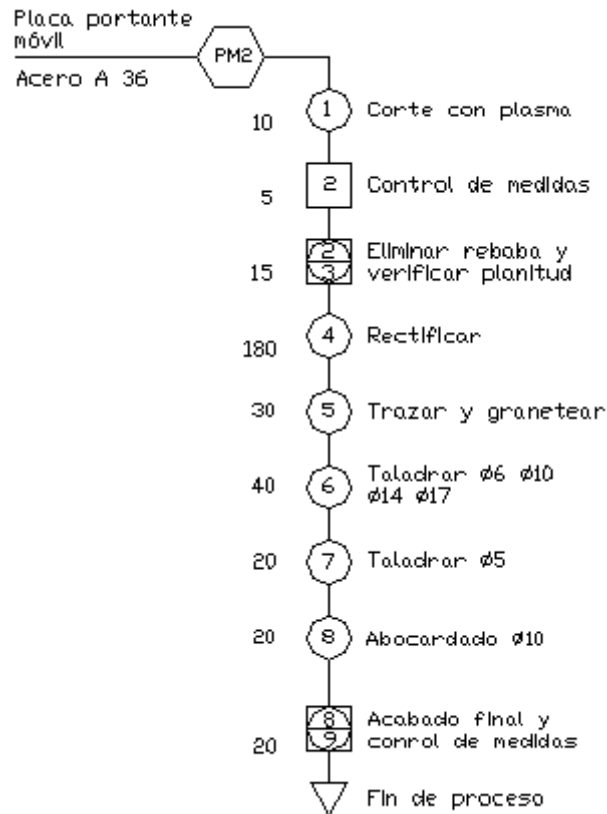 Placa portante
móvil
PM2
Acero A 36
10
1
Corte con plasma
5
2
Control de medidas
15
2
3
Eliminar rebaba y
verificar planitud
180
4
Rectificar
30
5
Trazar y granetear
40
6
Taladrar ø6 ø10
ø14 ø17
20
7
Taladrar ø5
20
8
Abocardado ø10
20
8
9
Acabado final y
conrol de medidas
Fin de proceso